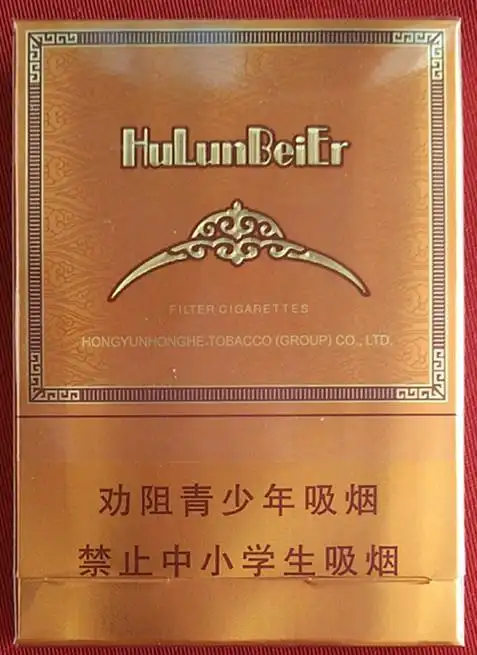 HuLunBeiEr
FILTER CIGARETTES
HONGYUNHONGHE TOBACCO (GROUP) CO., LTD.
劝阻青少年吸烟
禁止中小学生吸烟